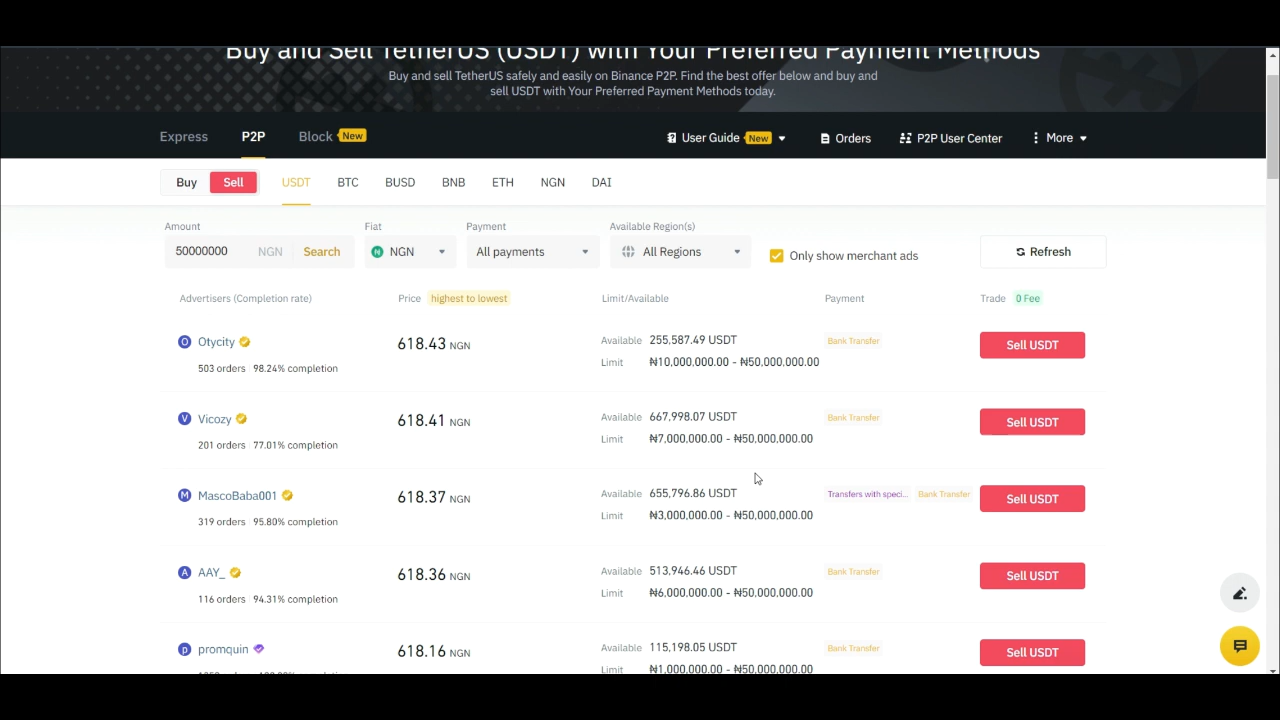 Buy and Sell TetherUS (USDT) with Your Preferred Payment Methods
Buy and sell TetherUS safely and easily on Binance P2P. Find the best offer below and buy and
sell USDT with Your Preferred Payment Methods today.
Express P2P Block New User Guide New Orders P2P User Center More
Buy Sell USDT BTC BUSD BNB ETH NGN DAI
Amount Fiat Payment Available Region(s)
50000000 NGN Search N NGN All payments All Regions Only show merchant ads Refresh
Advertisers (Completion rate) Price highest to lowest Limit/Available Payment Trade 0 Fee
O Otycity 618.43 NGN Available 255,587.49 USDT Bank Transfer Sell USDT
503 orders 98.24% completion Limit ₦10,000,000.00 - ₦50,000,000.00
V Vicozy 618.41 NGN Available 667,998.07 USDT Bank Transfer Sell USDT
201 orders 77.01% completion Limit ₦7,000,000.00 - ₦50,000,000.00
M MascoBaba001 618.37 NGN Available 655,796.86 USDT Transfers with speci... Bank Transfer Sell USDT
319 orders 95.80% completion Limit ₦3,000,000.00 - ₦50,000,000.00
A AAY_ 618.36 NGN Available 513,946.46 USDT Bank Transfer Sell USDT
116 orders 94.31% completion Limit ₦6,000,000.00 - ₦50,000,000.00
p promquin 618.16 NGN Available 115,198.05 USDT Bank Transfer Sell USDT
Limit ₦1,000,000.00 - ₦50,000,000.00